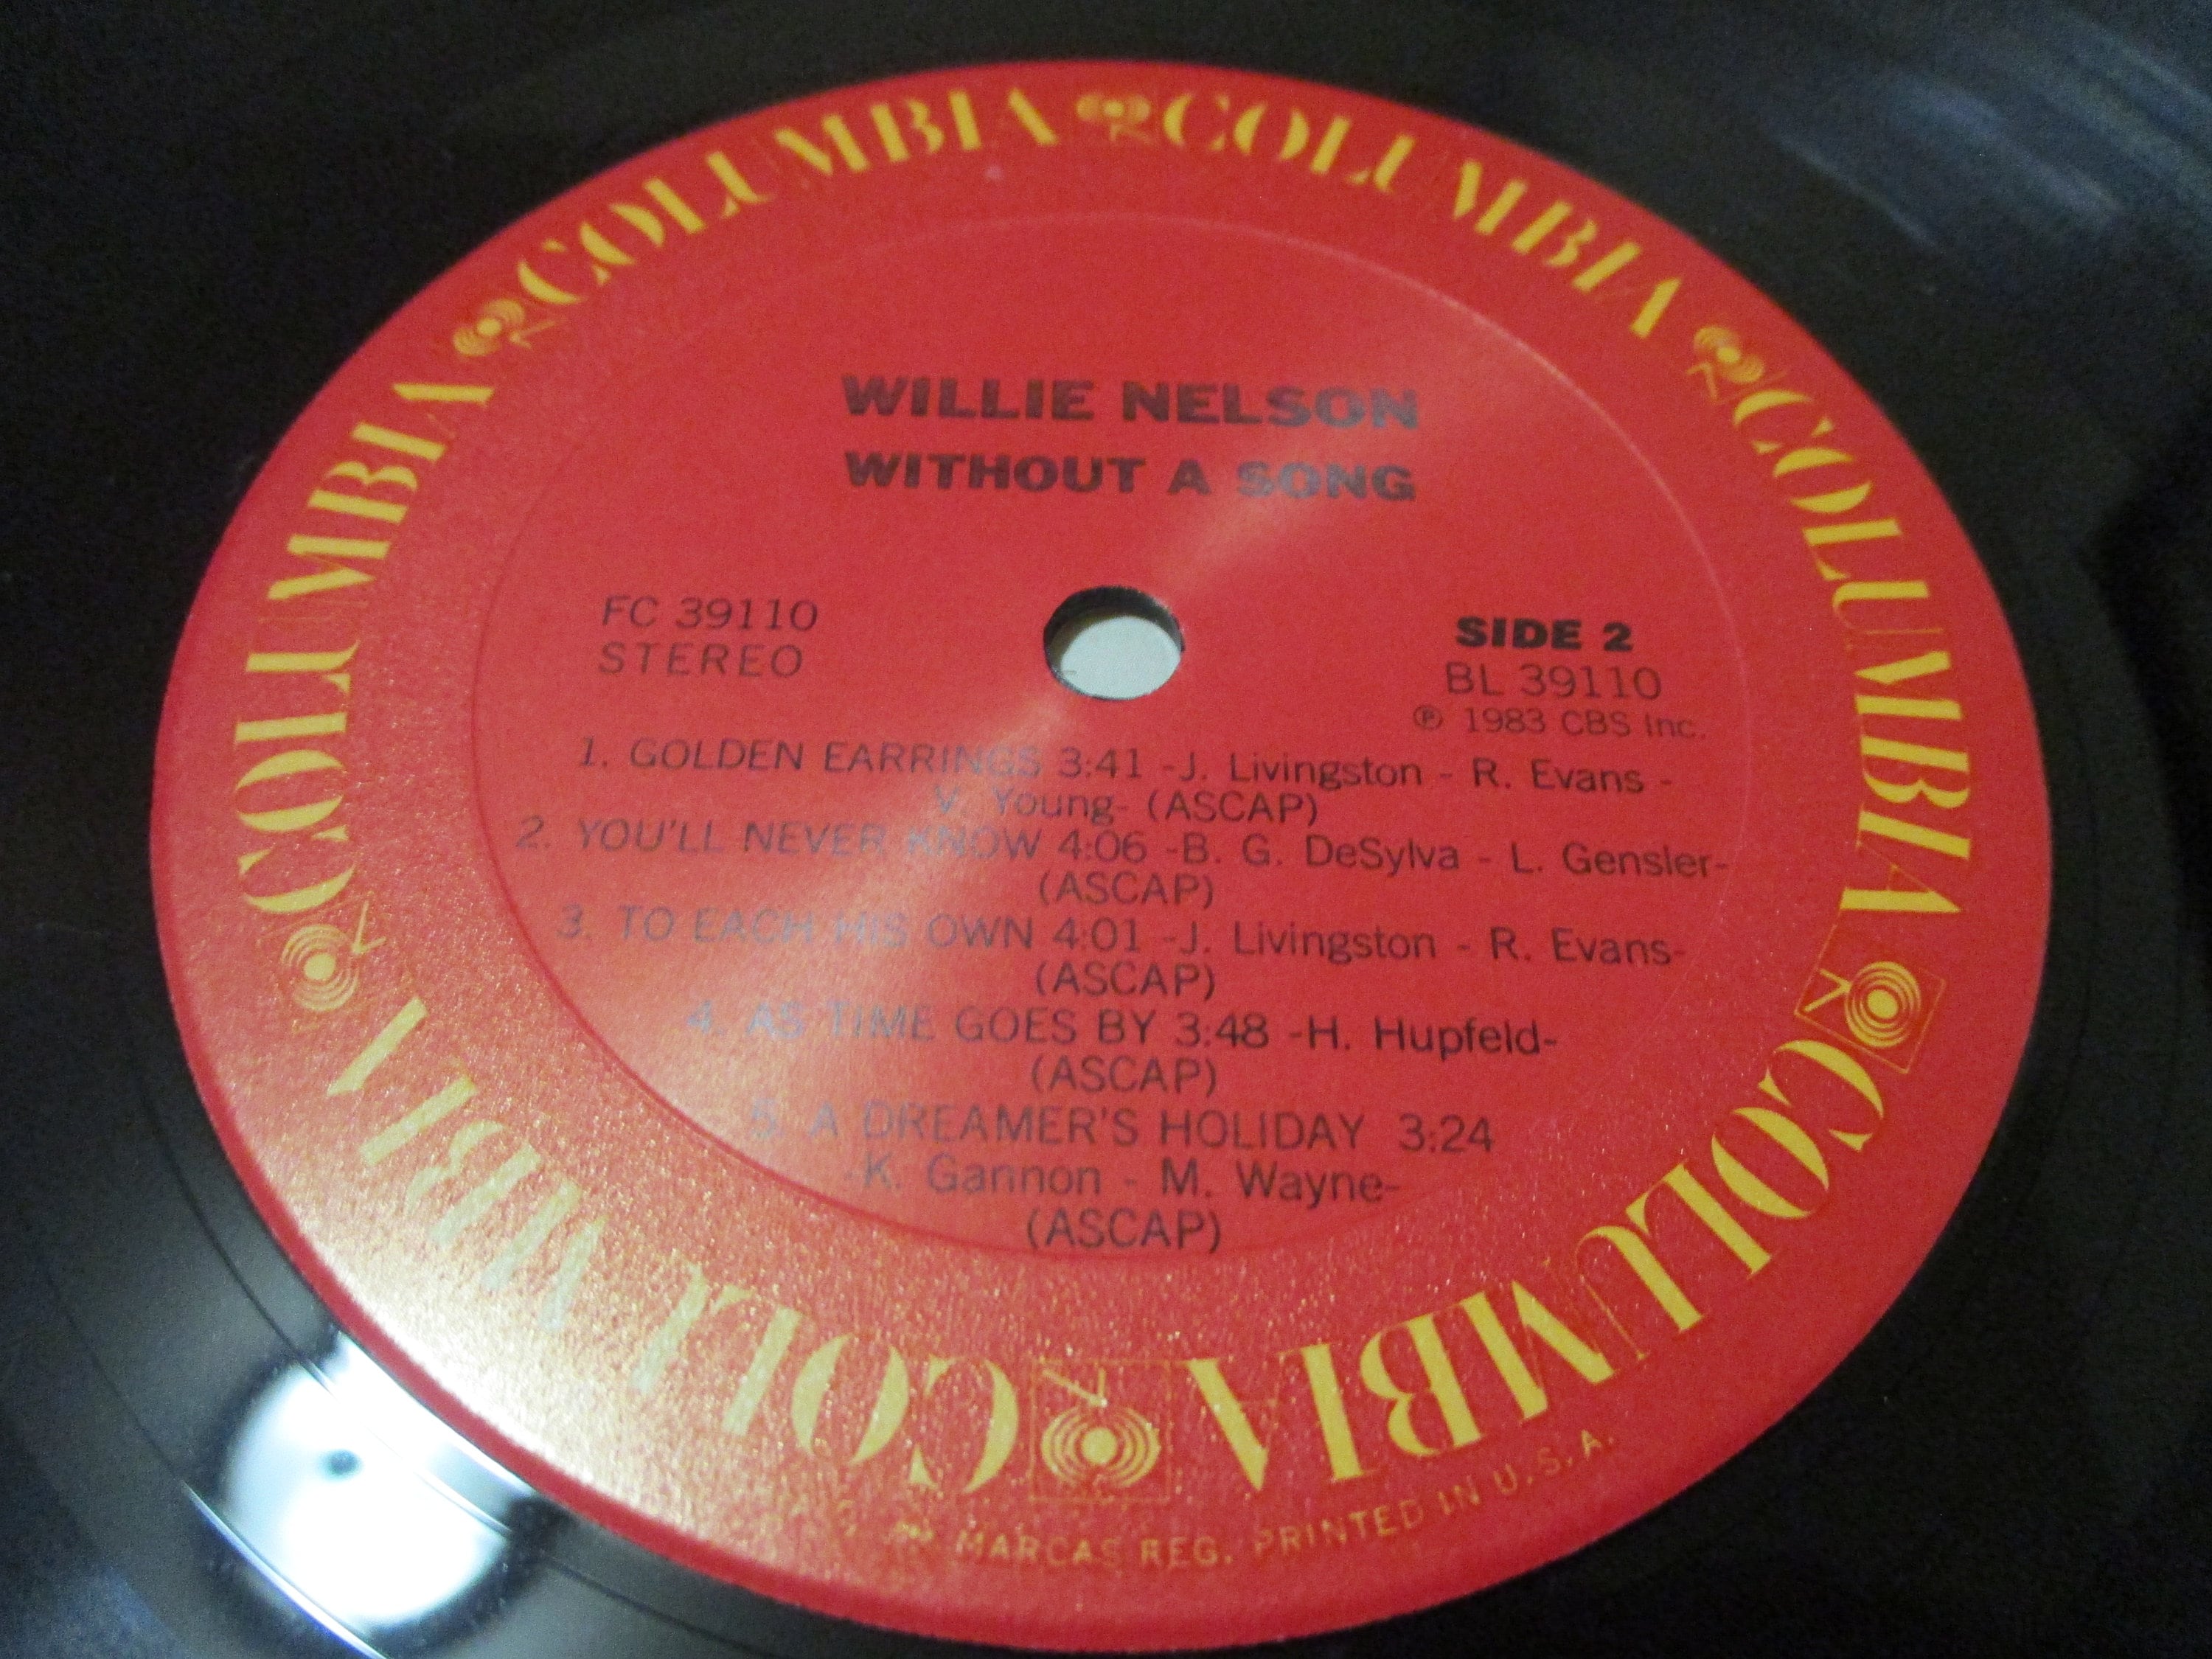 COLUMBIA COLUMBIA COLUMBIA COLUMBIA COLUMBIA COLUMBIA
WILLIE NELSON
WITHOUT A SONG
FC 39110
STEREO
SIDE 2
BL 39110
℗ 1983 CBS Inc.
1. GOLDEN EARRINGS 3:41 -J. Livingston - R. Evans -
V. Young- (ASCAP)
2. YOU'LL NEVER KNOW 4:06 -B. G. DeSylva - L. Gensler-
(ASCAP)
3. TO EACH HIS OWN 4:01 -J. Livingston - R. Evans-
(ASCAP)
4. AS TIME GOES BY 3:48 -H. Hupfeld-
(ASCAP)
5. A DREAMER'S HOLIDAY 3:24
-K. Gannon - M. Wayne-
(ASCAP)
MARCAS REG. PRINTED IN U.S.A.